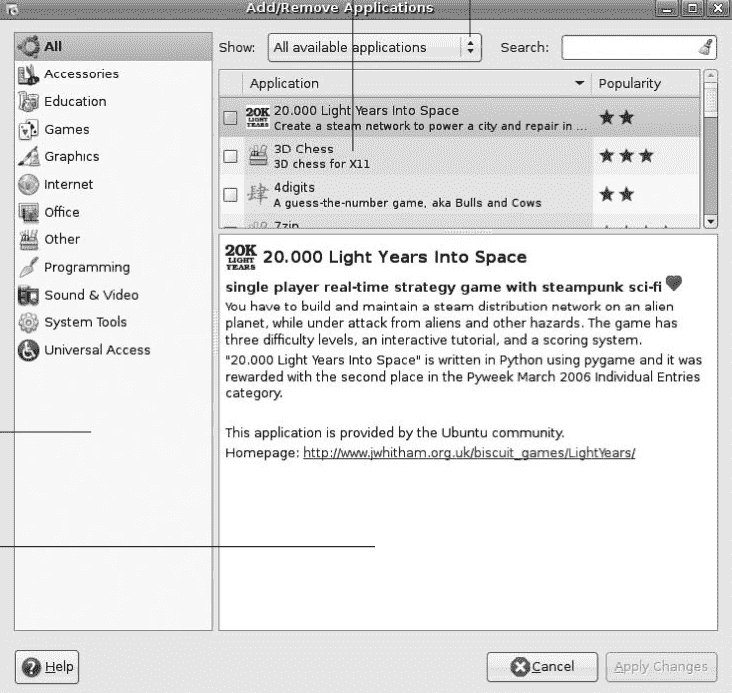 Add/Remove Applications
All
Accessories
Education
Games
Graphics
Internet
Office
Other
Programming
Sound & Video
System Tools
Universal Access
Show: All available applications Search:
Application Popularity
20K LIGHT YEARS 20.000 Light Years Into Space
Create a steam network to power a city and repair in ...
3D Chess
3D chess for X11
肆 4digits
A guess-the-number game, aka Bulls and Cows
7zip
20K LIGHT YEARS 20.000 Light Years Into Space
single player real-time strategy game with steampunk sci-fi
You have to build and maintain a steam distribution network on an alien
planet, while under attack from aliens and other hazards. The game has
three difficulty levels, an interactive tutorial, and a scoring system.
"20.000 Light Years Into Space" is written in Python using pygame and it was
rewarded with the second place in the Pyweek March 2006 Individual Entries
category.
This application is provided by the Ubuntu community.
Homepage: http://www.jwhitham.org.uk/biscuit_games/LightYears/
Help
Cancel
Apply Changes